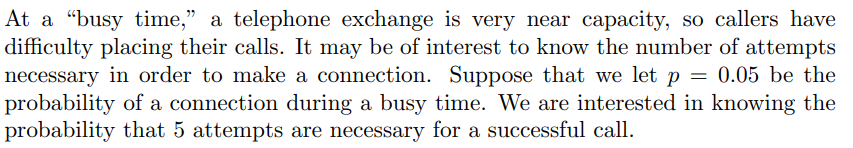 At a “busy time,” a telephone exchange is very near capacity, so callers have
difficulty placing their calls. It may be of interest to know the number of attempts
necessary in order to make a connection. Suppose that we let p = 0.05 be the
probability of a connection during a busy time. We are interested in knowing the
probability that 5 attempts are necessary for a successful call.